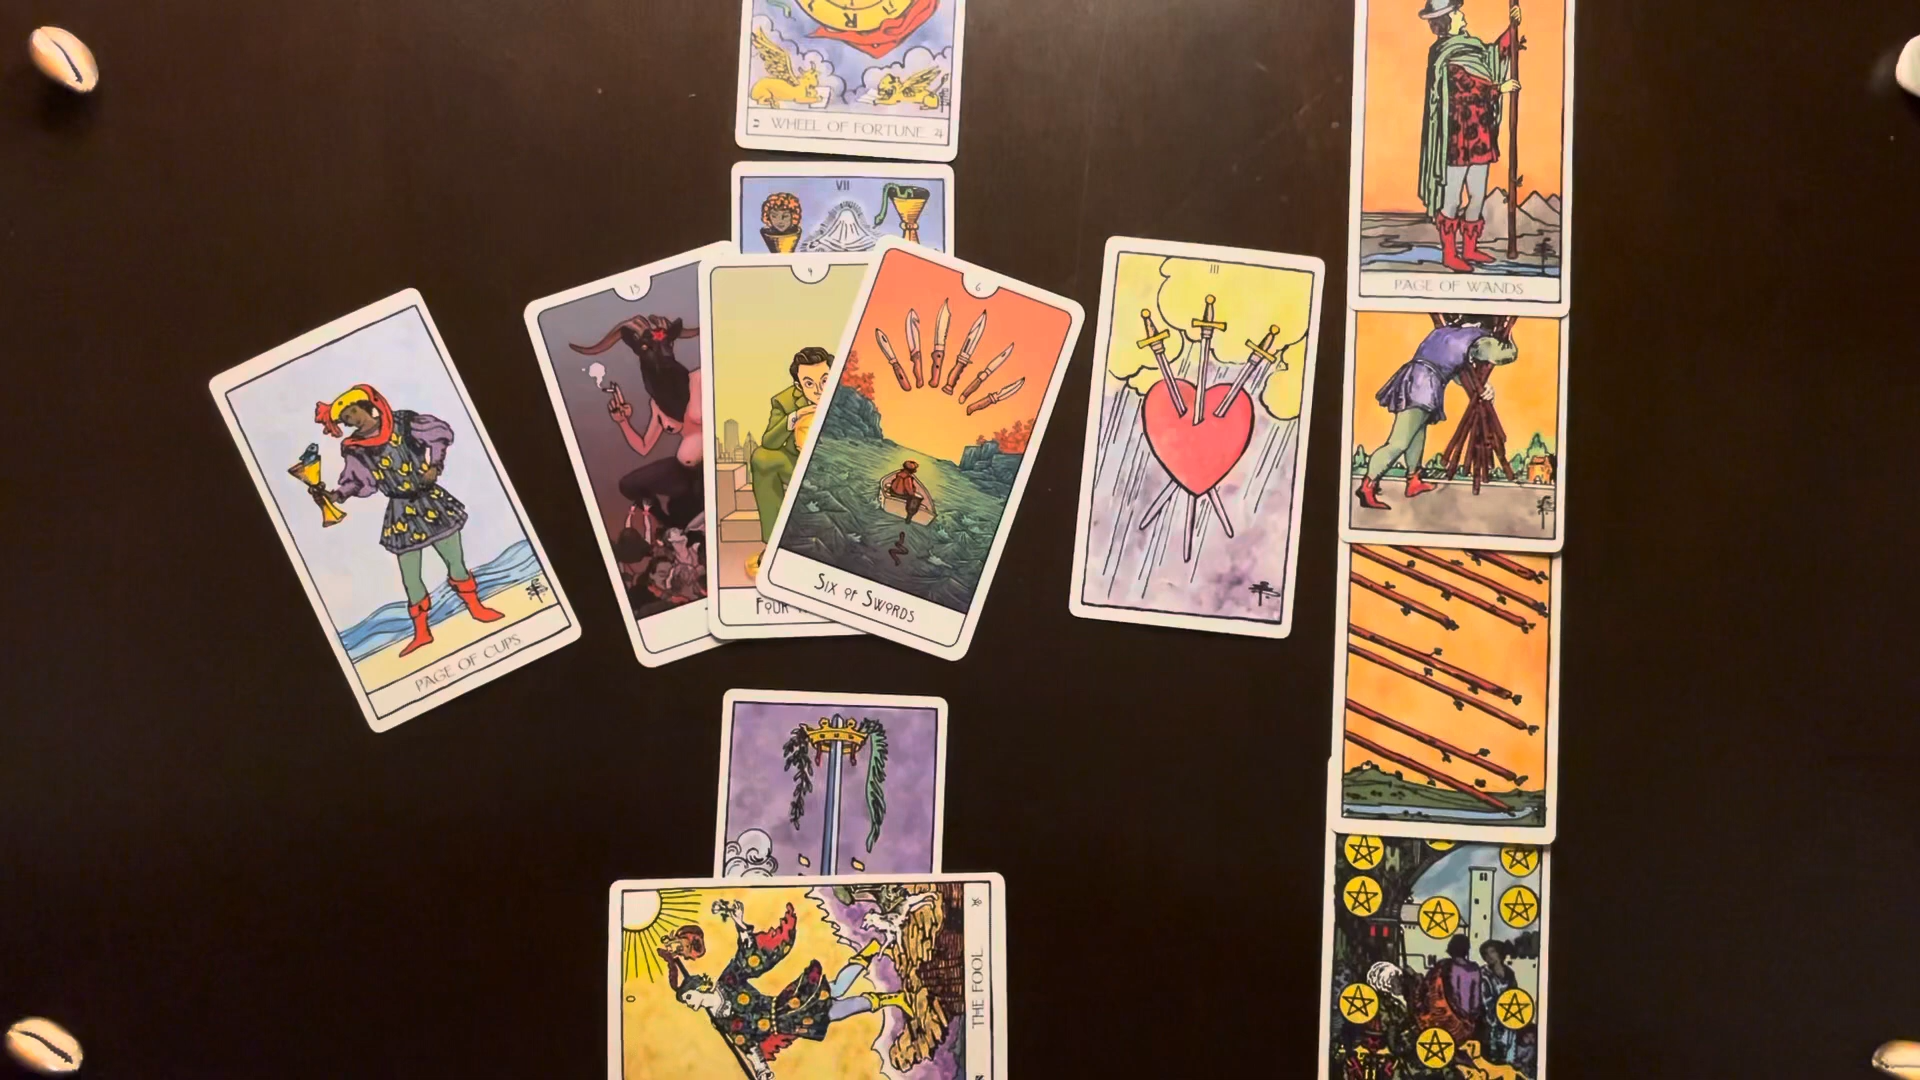 R
WHEEL OF FORTUNE
VII
PAGE OF WANDS
15
4
6
III
PAGE OF CUPS
FOUR
SIX OF SWORDS
0
THE FOOL